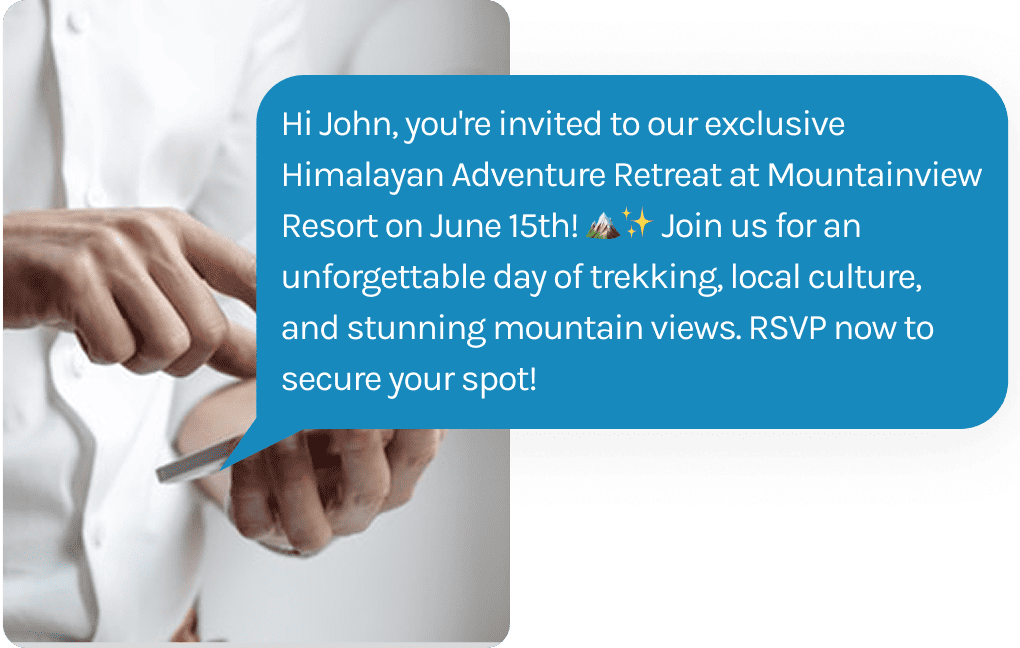 Hi John, you're invited to our exclusive
Himalayan Adventure Retreat at Mountainview
Resort on June 15th! 🏔️✨ Join us for an
unforgettable day of trekking, local culture,
and stunning mountain views. RSVP now to
secure your spot!